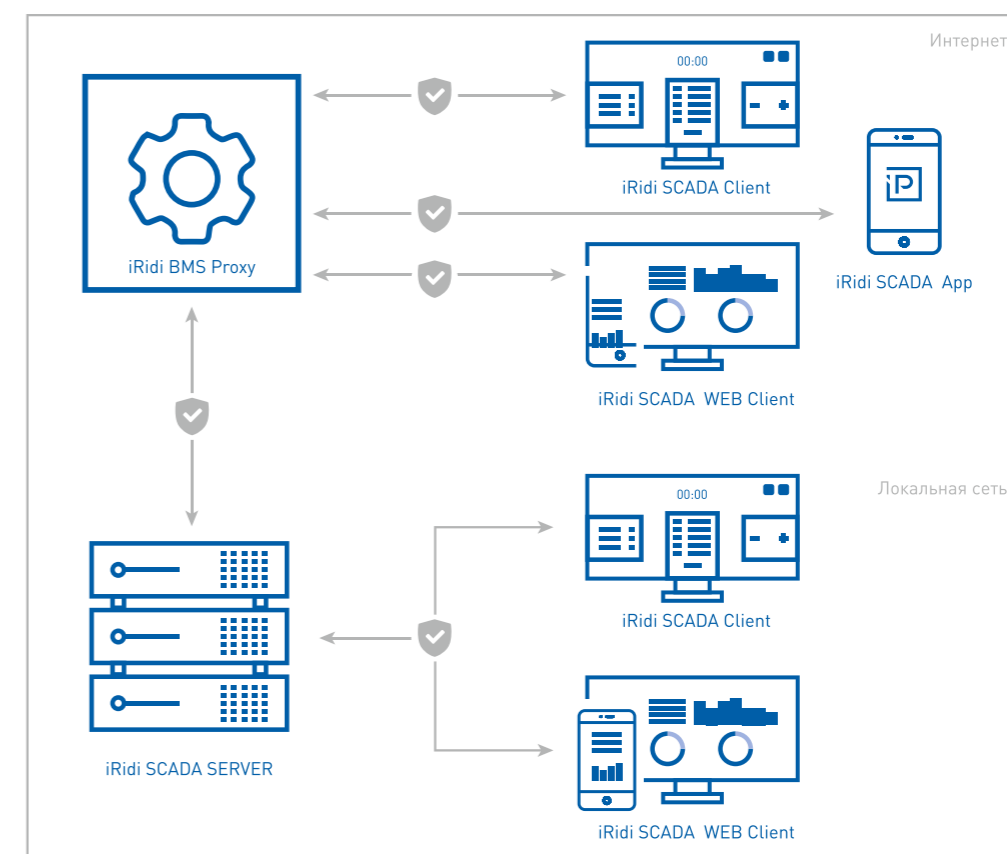 Интернет
00:00
iRidi SCADA Client
iRidi BMS Proxy
iP
iRidi SCADA App
iRidi SCADA WEB Client
Локальная сеть
00:00
iRidi SCADA Client
iRidi SCADA SERVER
iRidi SCADA WEB Client